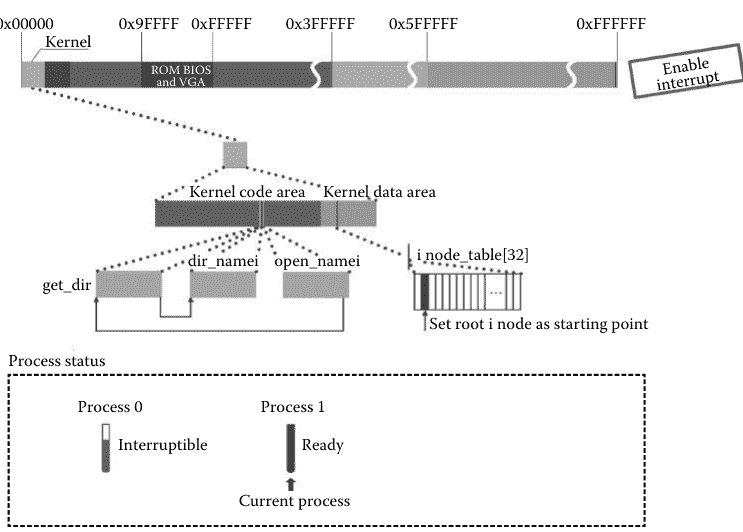 0x00000 0x9FFFF 0xFFFFF 0x3FFFFF 0x5FFFFF 0xFFFFFF
Kernel
ROM BIOS
and VGA
Enable
interrupt
Kernel code area Kernel data area
dir_namei open_namei i node_table[32]
get_dir
...
Set root i node as starting point
Process status
Process 0 Process 1
Interruptible Ready
Current process